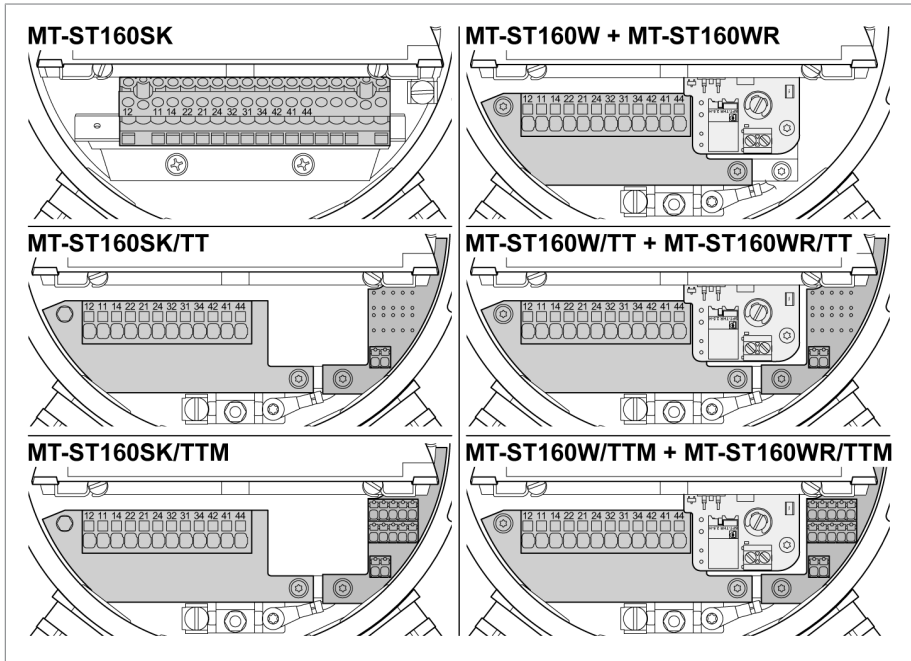 MT-ST160SK
12 11 14 22 21 24 32 31 34 42 41 44
MT-ST160W + MT-ST160WR
12 11 14 22 21 24 32 31 34 42 41 44
MT-ST160SK/TT
12 11 14 22 21 24 32 31 34 42 41 44
MT-ST160W/TT + MT-ST160WR/TT
12 11 14 22 21 24 32 31 34 42 41 44
MT-ST160SK/TTM
12 11 14 22 21 24 32 31 34 42 41 44
MT-ST160W/TTM + MT-ST160WR/TTM
12 11 14 22 21 24 32 31 34 42 41 44